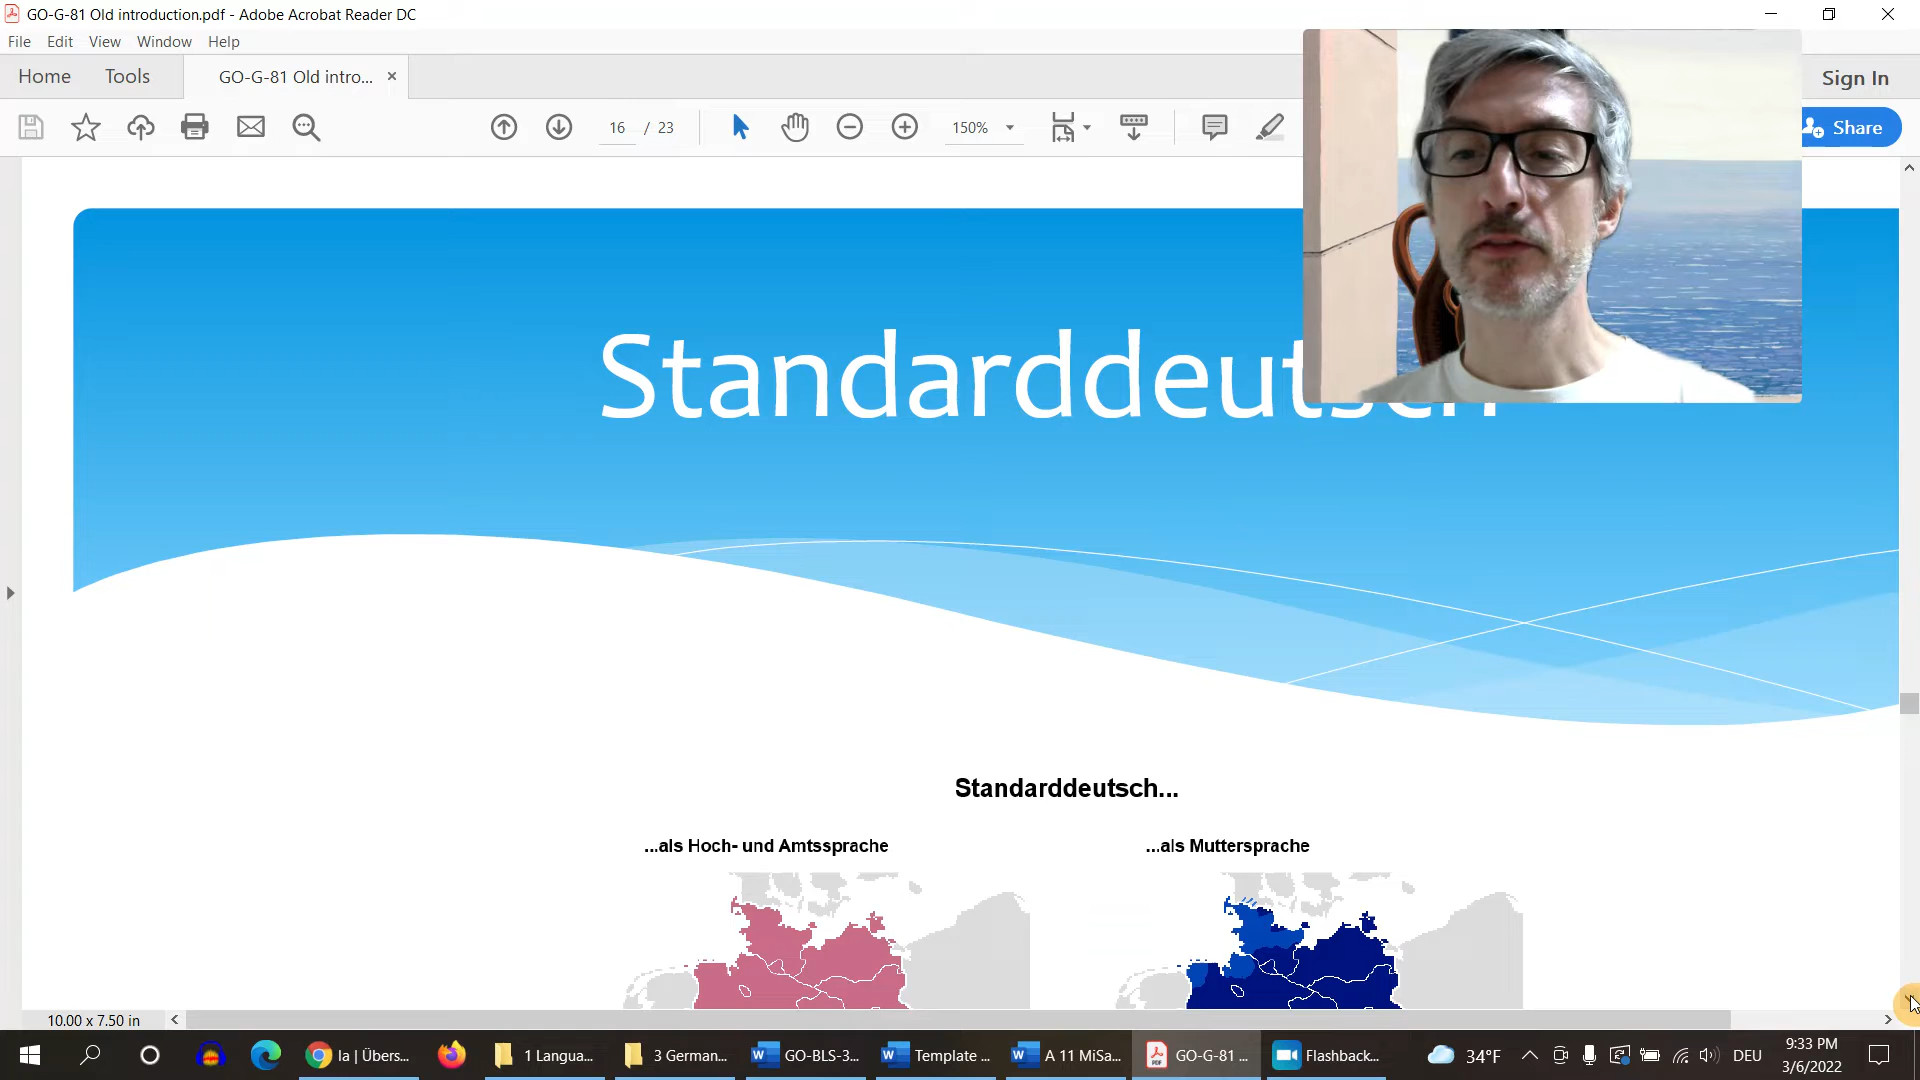 GO-G-81 Old introduction.pdf - Adobe Acrobat Reader DC
File Edit View Window Help
Home Tools GO-G-81 Old intro... × Sign In
16 / 23 150% Share
Standarddeutsch
Standarddeutsch...
...als Hoch- und Amtssprache ...als Muttersprache
10.00 x 7.50 in
la | Übers... 1 Langua... 3 German... GO-BLS-3... Template ... A 11 MiSa... GO-G-81 ... Flashback... 34°F DEU 9:33 PM
3/6/2022